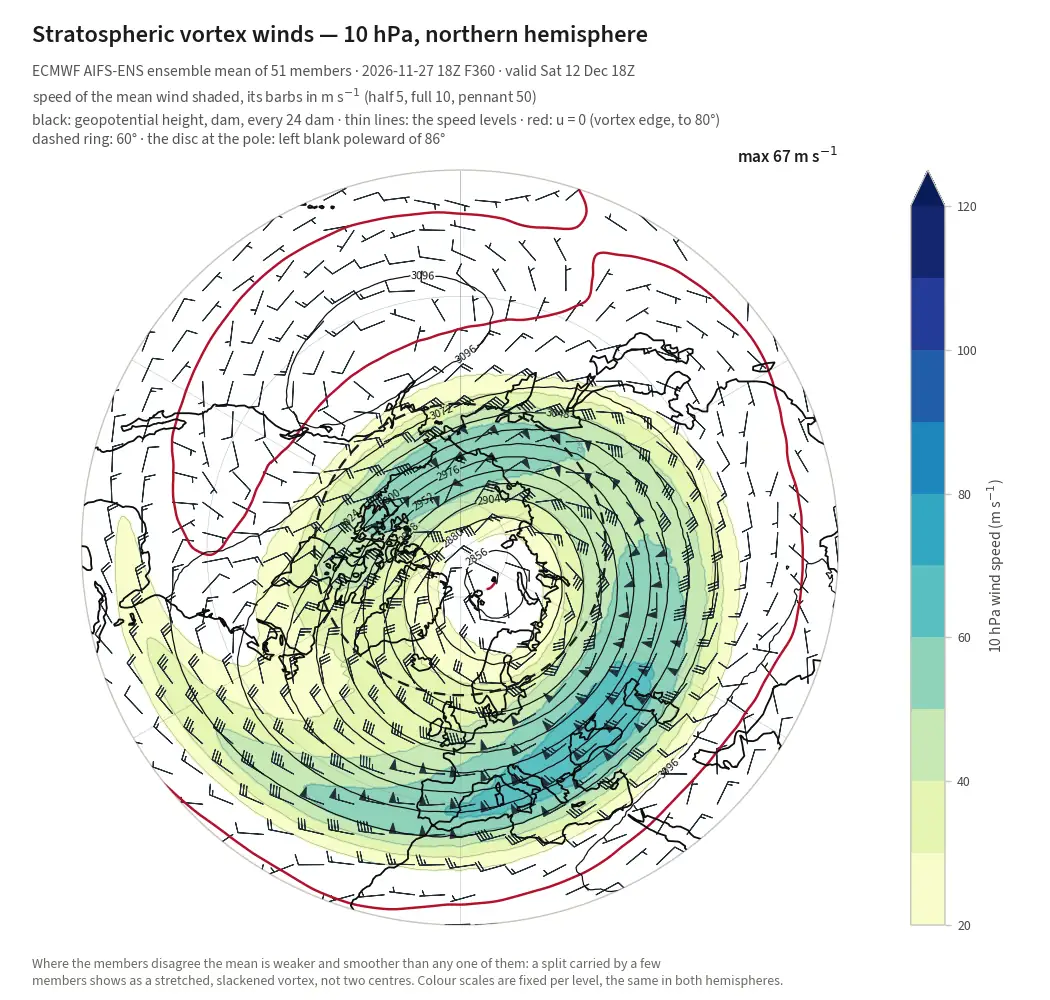 Stratospheric vortex winds — 10 hPa, northern hemisphere
ECMWF AIFS-ENS ensemble mean of 51 members · 2026-11-27 18Z F360 · valid Sat 12 Dec 18Z
speed of the mean wind shaded, its barbs in m s⁻¹ (half 5, full 10, pennant 50)
black: geopotential height, dam, every 24 dam · thin lines: the speed levels · red: u = 0 (vortex edge, to 80°)
dashed ring: 60° · the disc at the pole: left blank poleward of 86°
max 67 m s⁻¹
120
100
80
60
40
20
10 hPa wind speed (m s⁻¹)
3096
3096
3072
3048
2976
2952
2904
2880
2856
3096
Where the members disagree the mean is weaker and smoother than any one of them: a split carried by a few
members shows as a stretched, slackened vortex, not two centres. Colour scales are fixed per level, the same in both hemispheres.